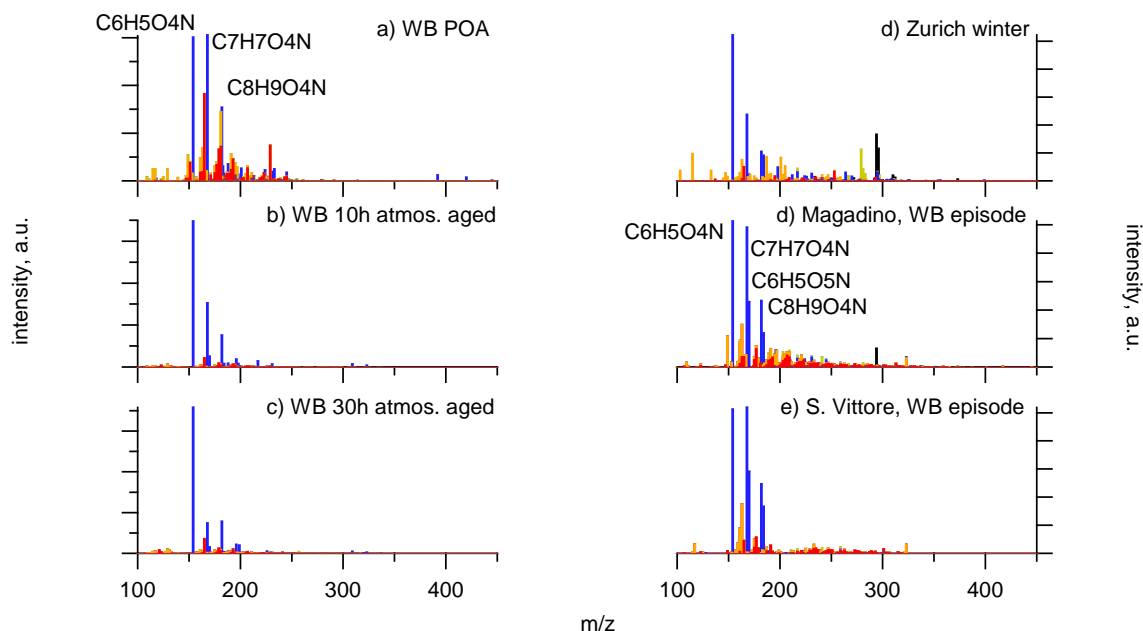 C6H5O4N
a) WB POA
C7H7O4N
C8H9O4N
b) WB 10h atmos. aged
c) WB 30h atmos. aged
intensity, a.u.
100
200
300
400
d) Zurich winter
d) Magadino, WB episode
C6H5O4N
C7H7O4N
C6H5O5N
C8H9O4N
e) S. Vittore, WB episode
intensity, a.u.
100
200
300
400
m/z